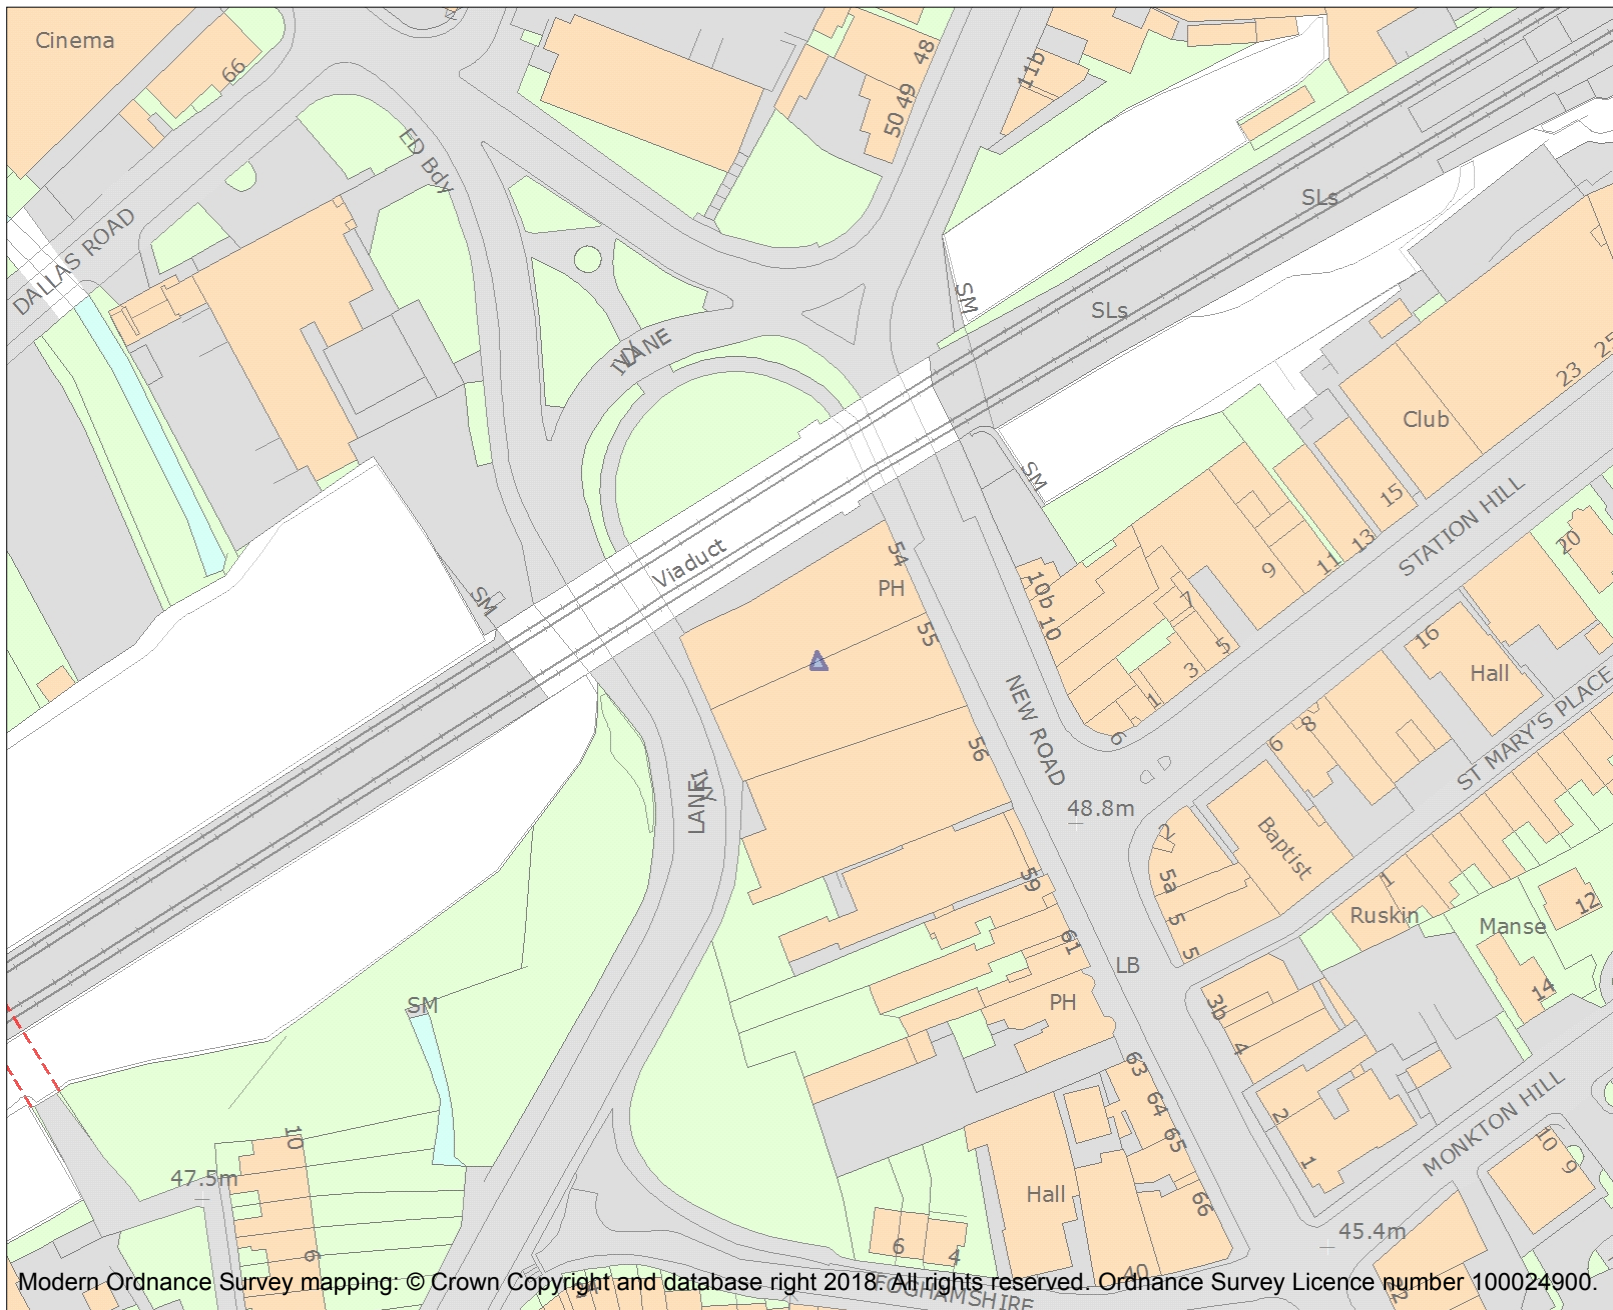 Cinema
66
48
50 49
11b
ED Bdy
DALLAS ROAD
SLs
SM
SLs
IVY LANE
23
25
Club
SM
15
STATION HILL
Viaduct
54
PH
13
11
9
20
SM
10b 10
7
55
5
3
16
Hall
1
NEW ROAD
ST MARY'S PLACE
6
56
6
8
IVY LANE
48.8m
2
Baptist
59
5a
1
12
5
Ruskin
Manse
61
5
LB
14
SM
PH
3b
4
63
64
2
10
65
MONKTON HILL
10
9
47.5m
1
Hall
66
45.4m
6
6
4
40
FOGHAMSHIRE
Modern Ordnance Survey mapping: © Crown Copyright and database right 2018. All rights reserved. Ordnance Survey Licence number 100024900.